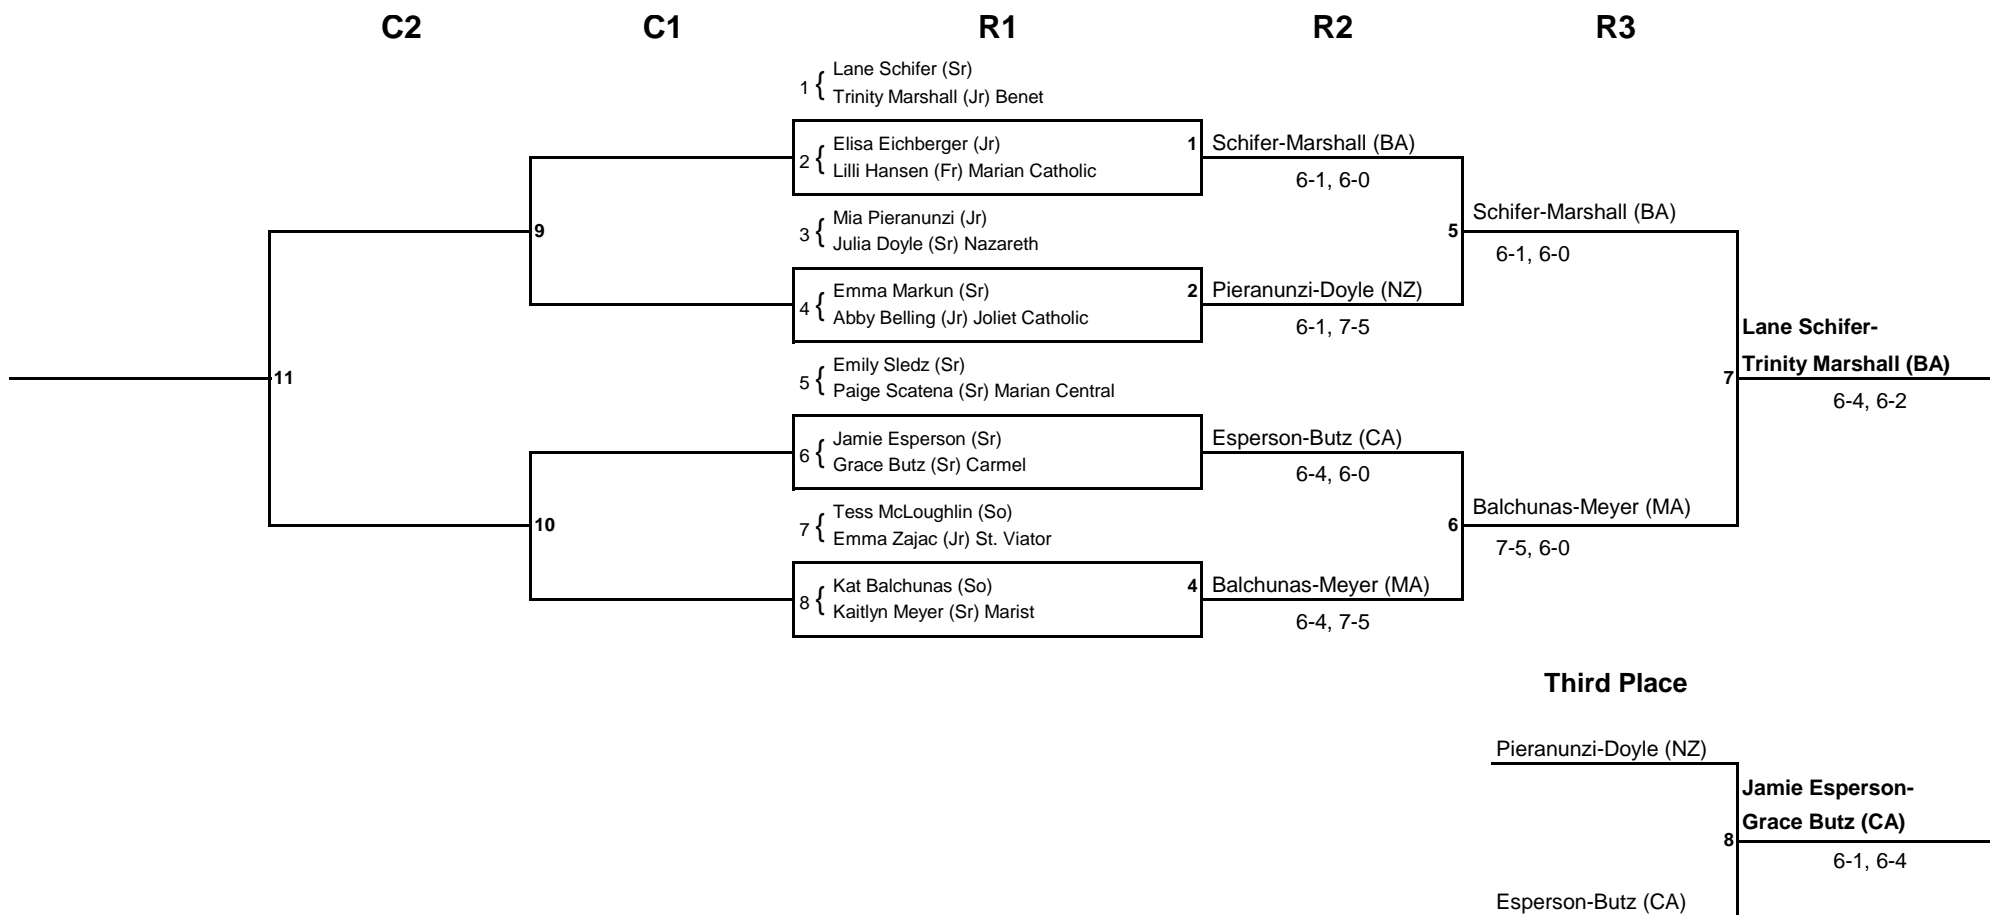 C2 C1 R1 R2 R3
Lane Schifer (Sr)
1 {
Trinity Marshall (Jr) Benet
Elisa Eichberger (Jr) 1 Schifer-Marshall (BA)
2 {
Lilli Hansen (Fr) Marian Catholic
6-1, 6-0
Mia Pieranunzi (Jr) Schifer-Marshall (BA)
9 3 { 5
Julia Doyle (Sr) Nazareth
6-1, 6-0
Emma Markun (Sr) 2 Pieranunzi-Doyle (NZ)
4 {
Abby Belling (Jr) Joliet Catholic
6-1, 7-5
Lane Schifer-
Emily Sledz (Sr) Trinity Marshall (BA)
11 5 { 7
Paige Scatena (Sr) Marian Central
6-4, 6-2
Jamie Esperson (Sr) Esperson-Butz (CA)
6 {
Grace Butz (Sr) Carmel
6-4, 6-0
Tess McLoughlin (So) Balchunas-Meyer (MA)
10 7 { 6
Emma Zajac (Jr) St. Viator
7-5, 6-0
Kat Balchunas (So) 4 Balchunas-Meyer (MA)
8 {
Kaitlyn Meyer (Sr) Marist
6-4, 7-5
Third Place
Pieranunzi-Doyle (NZ)
Jamie Esperson-
Grace Butz (CA)
8
6-1, 6-4
Esperson-Butz (CA)